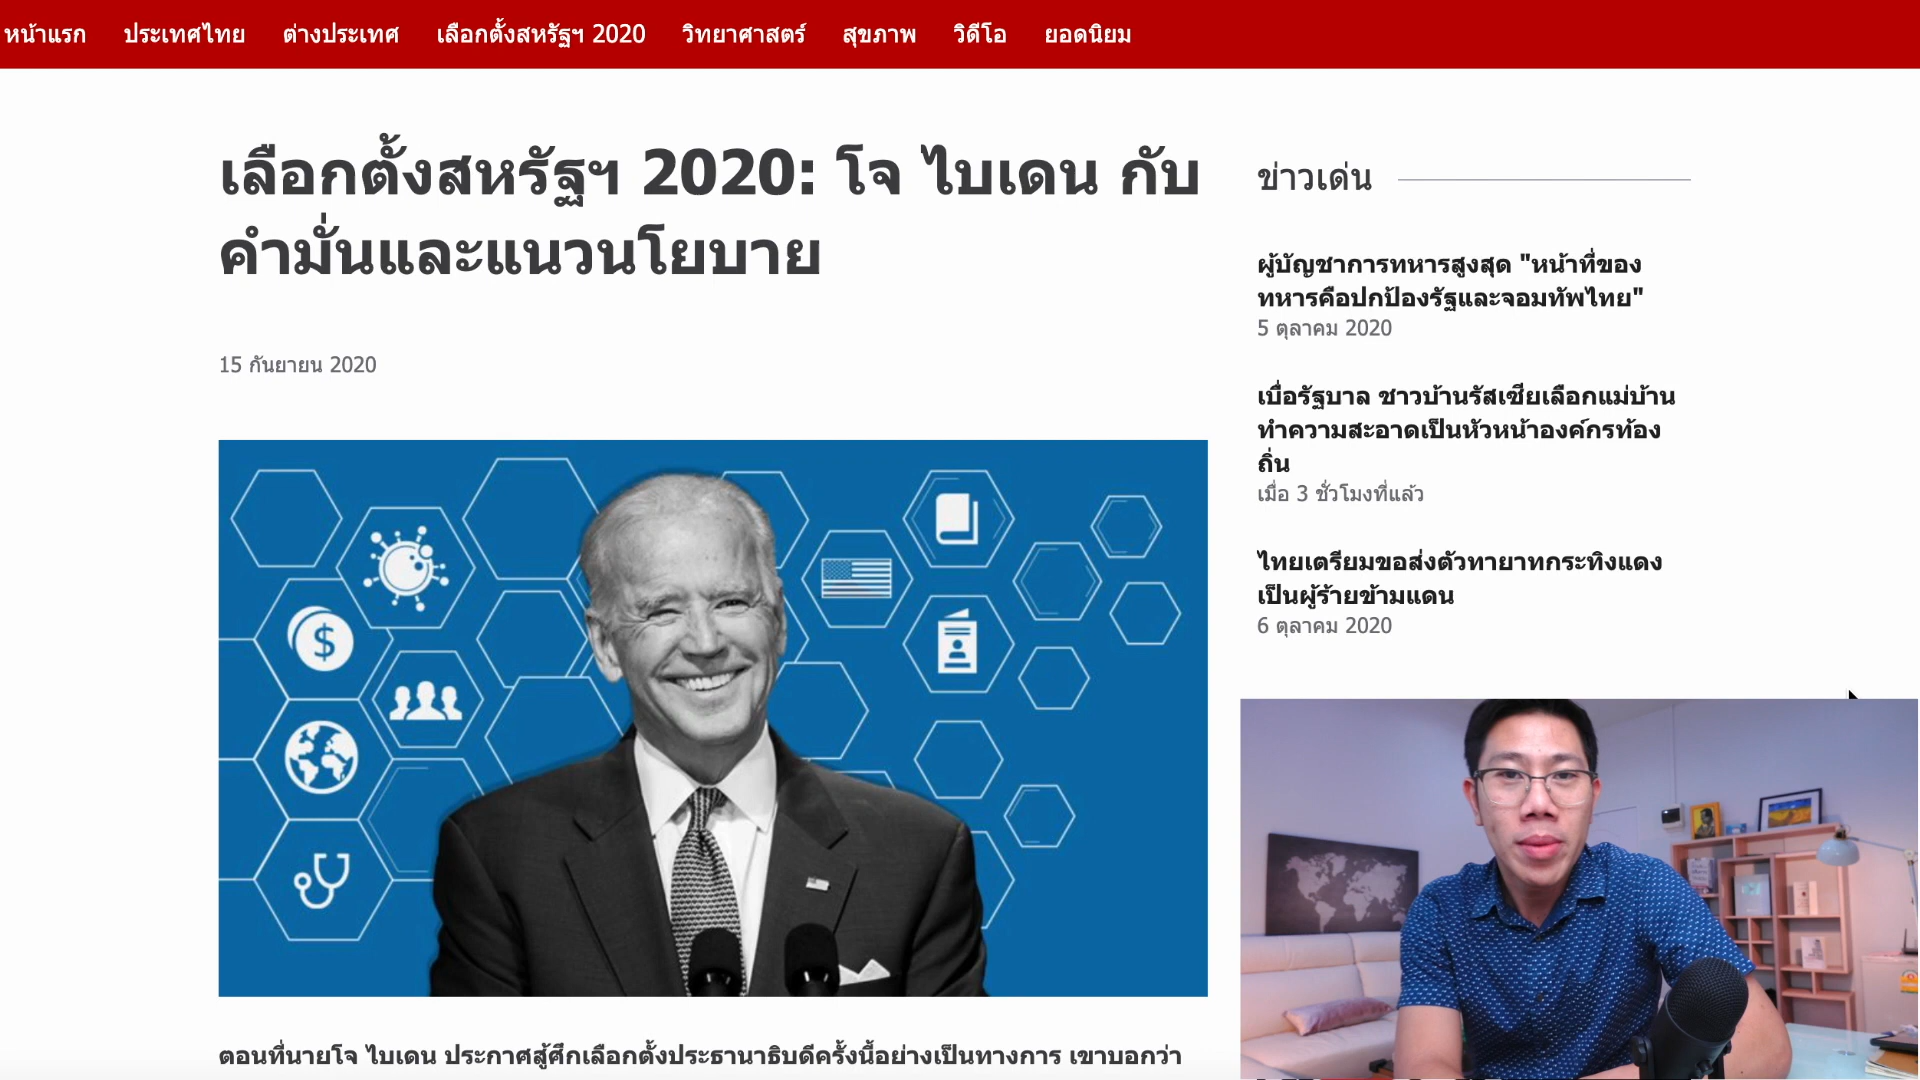 หน้าแรก ประเทศไทย ต่างประเทศ เลือกตั้งสหรัฐฯ 2020 วิทยาศาสตร์ สุขภาพ วิดีโอ ยอดนิยม
เลือกตั้งสหรัฐฯ 2020: โจ ไบเดน กับ
คำมั่นและแนวนโยบาย
15 กันยายน 2020
$
ตอนที่นายโจ ไบเดน ประกาศสู้ศึกเลือกตั้งประธานาธิบดีครั้งนี้อย่างเป็นทางการ เขาบอกว่า
ข่าวเด่น
ผู้บัญชาการทหารสูงสุด "หน้าที่ของ
ทหารคือปกป้องรัฐและจอมทัพไทย"
5 ตุลาคม 2020
เบื่อรัฐบาล ชาวบ้านรัสเซียเลือกแม่บ้าน
ทำความสะอาดเป็นหัวหน้าองค์กรท้อง
ถิ่น
เมื่อ 3 ชั่วโมงที่แล้ว
ไทยเตรียมขอส่งตัวทายาทกระทิงแดง
เป็นผู้ร้ายข้ามแดน
6 ตุลาคม 2020